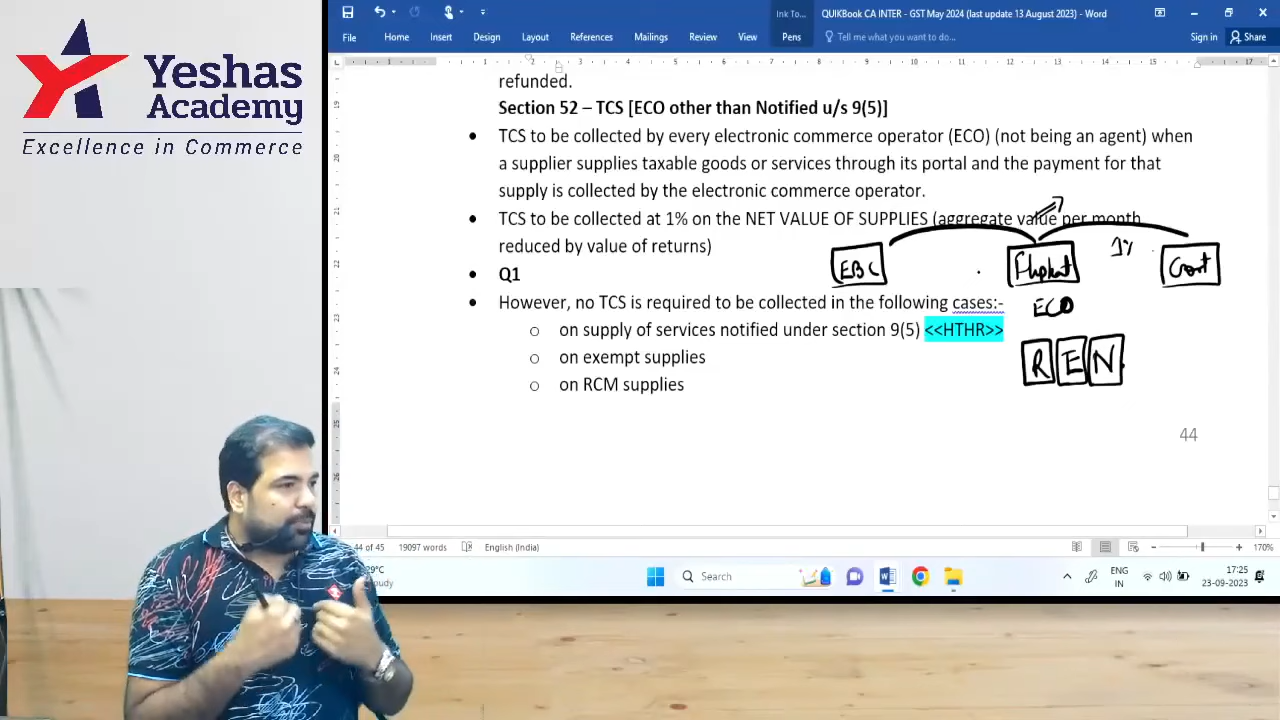 Yeshas
Academy
Excellence in Commerce
Ink To...
QUIKBook CA INTER - GST May 2024 (last update 13 August 2023) - Word
File Home Insert Design Layout References Mailings Review View Pens Tell me what you want to do... Sign in Share
refunded.
Section 52 – TCS [ECO other than Notified u/s 9(5)]
• TCS to be collected by every electronic commerce operator (ECO) (not being an agent) when
a supplier supplies taxable goods or services through its portal and the payment for that
supply is collected by the electronic commerce operator.
• TCS to be collected at 1% on the NET VALUE OF SUPPLIES (aggregate value per month
reduced by value of returns)
EBC Flipkart 1% Govt
• Q1
• However, no TCS is required to be collected in the following cases:-
ECO
o on supply of services notified under section 9(5) <<HTHR>>
o on exempt supplies
R E N
o on RCM supplies
44
44 of 45 19097 words English (India) 170%
29°C
Search
ENG
IN
17:25
23-09-2023